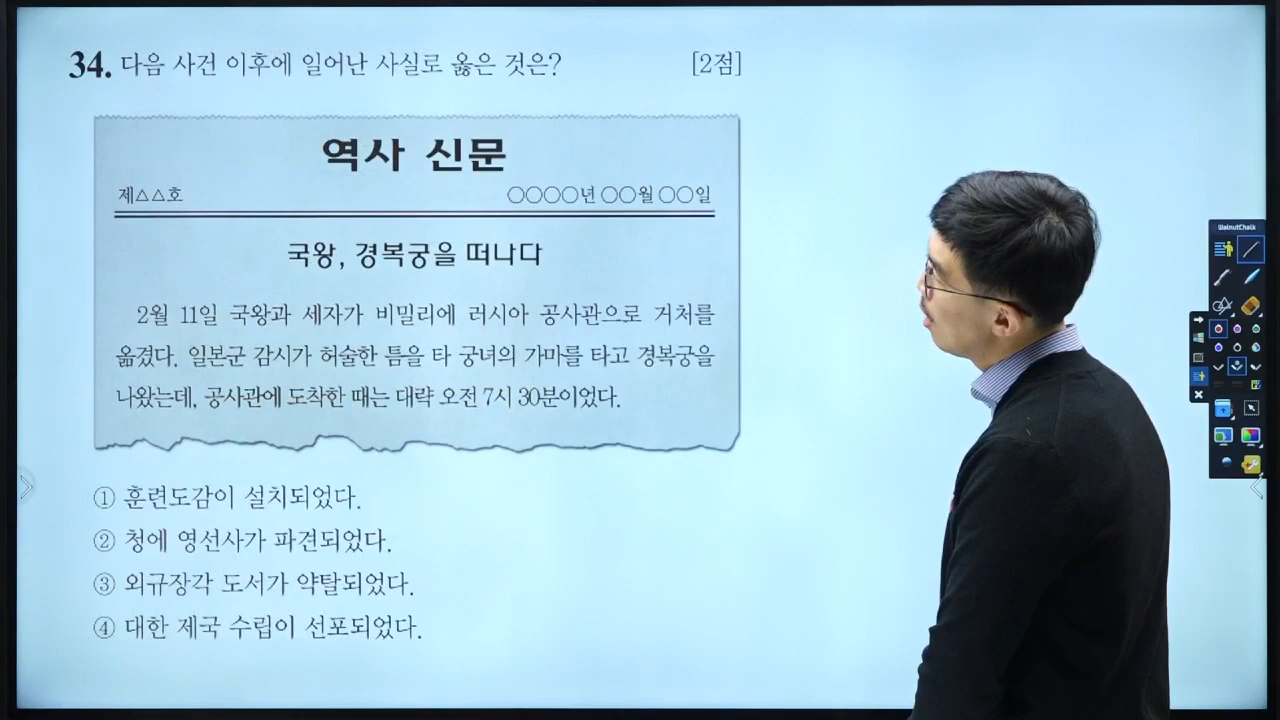 34. 다음 사건 이후에 일어난 사실로 옳은 것은? [2점]
역사 신문
제△△호 ○○○○년 ○○월 ○○일
국왕, 경복궁을 떠나다
2월 11일 국왕과 세자가 비밀리에 러시아 공사관으로 거처를
옮겼다. 일본군 감시가 허술한 틈을 타 궁녀의 가마를 타고 경복궁을
나왔는데, 공사관에 도착한 때는 대략 오전 7시 30분이었다.
① 훈련도감이 설치되었다.
② 청에 영선사가 파견되었다.
③ 외규장각 도서가 약탈되었다.
④ 대한 제국 수립이 선포되었다.
WalnutChalk